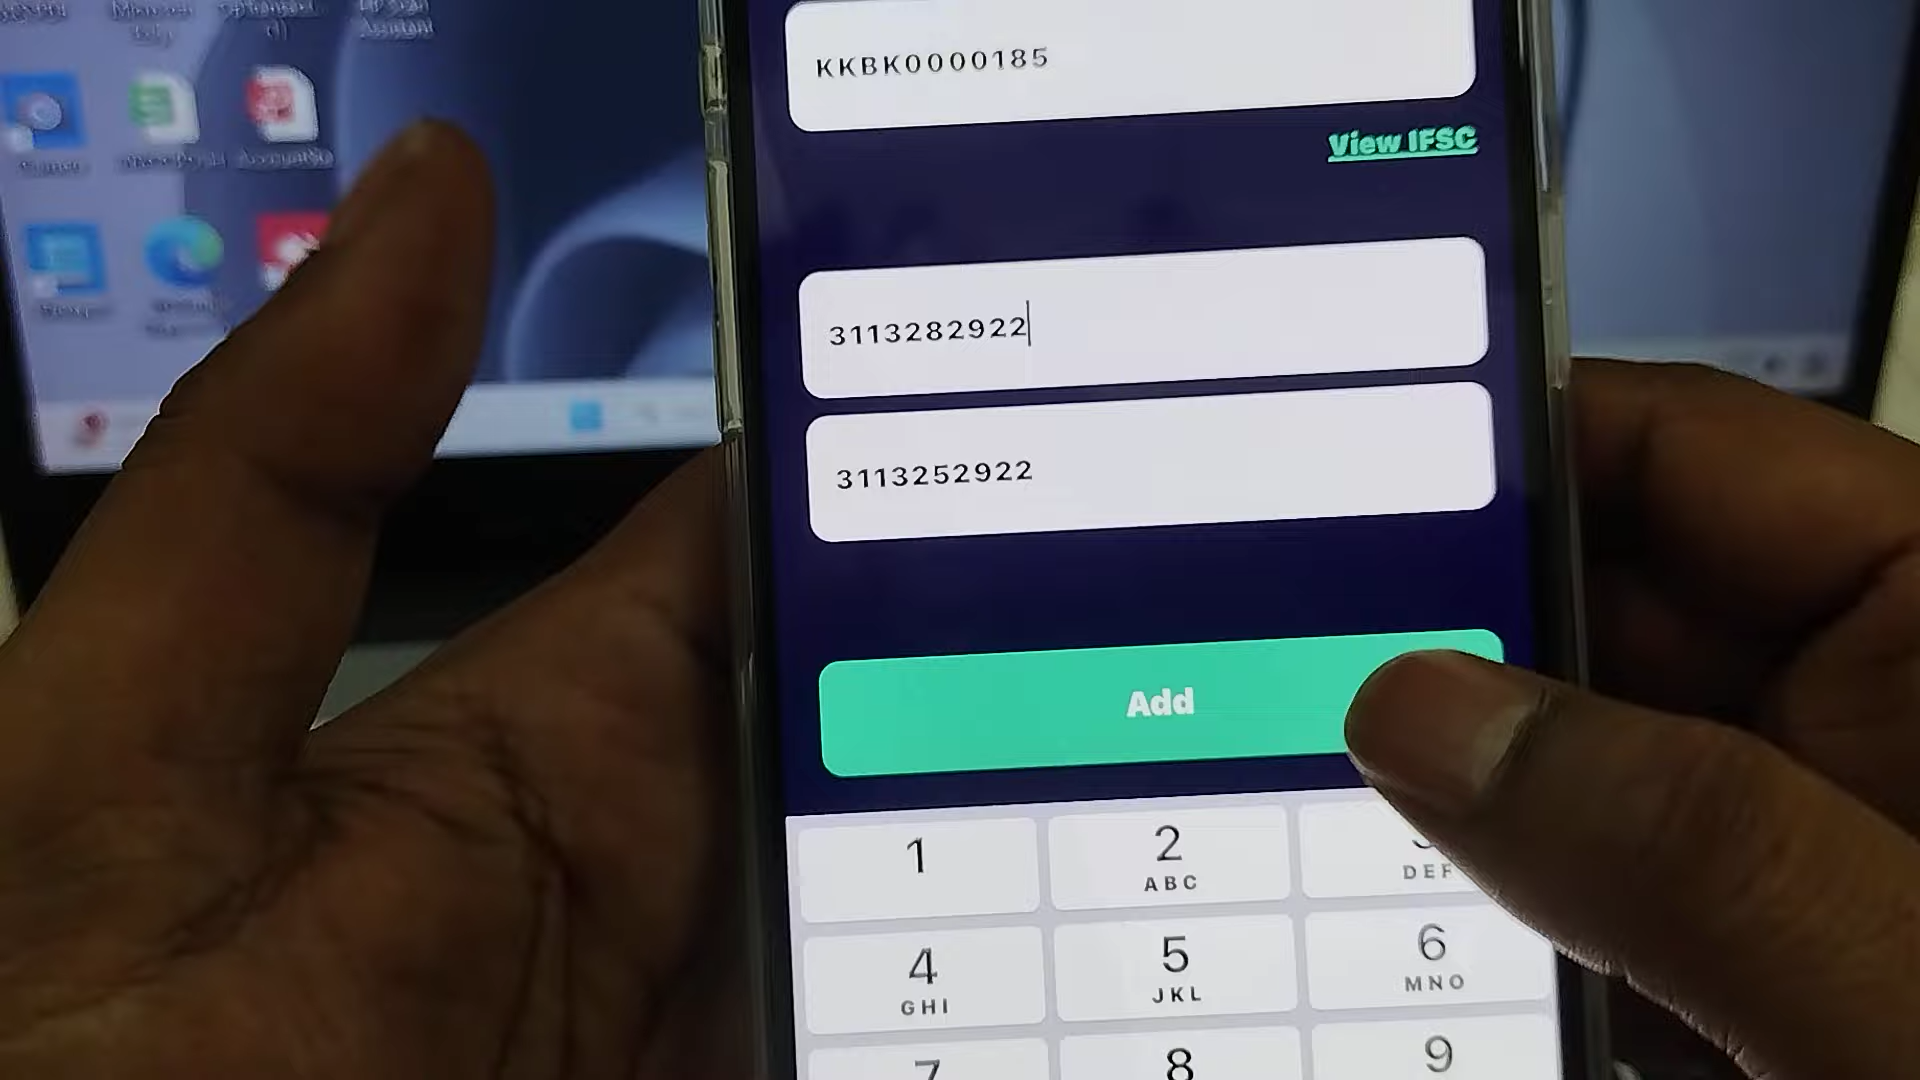 KKBK0000185
View IFSC
3113282922
3113252922
Add
1
2
ABC
DEF
4
GHI
5
JKL
6
MNO
7
8
9